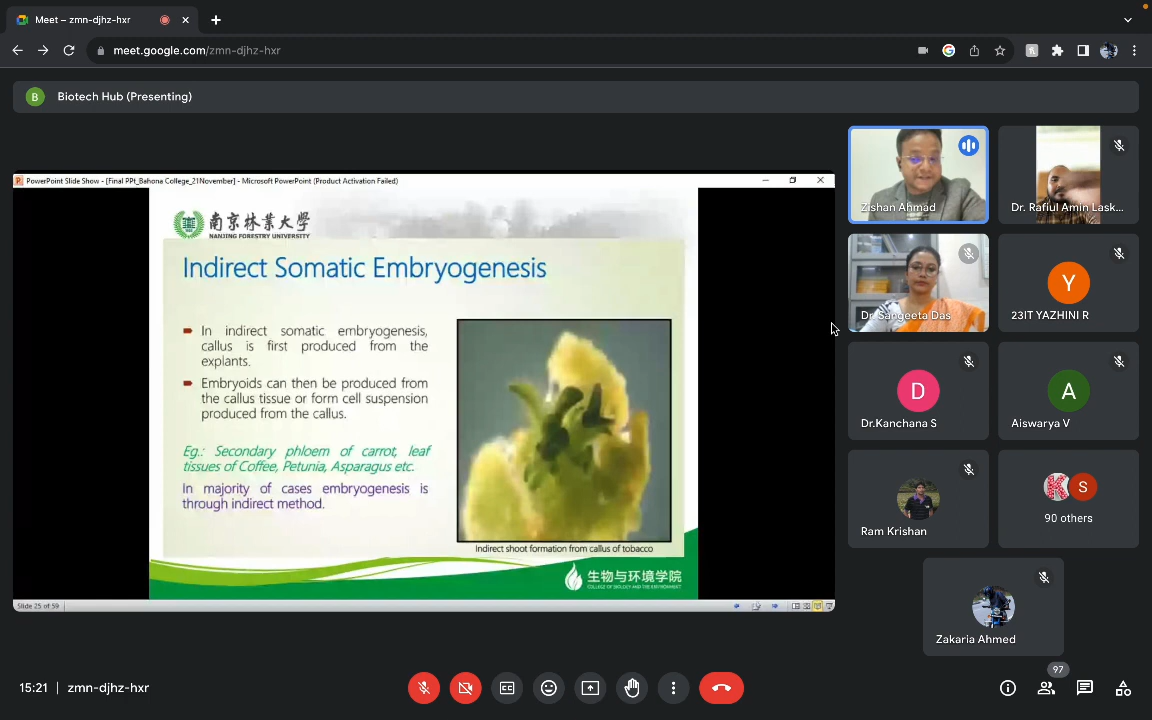 Meet – zmn-djhz-hxr
meet.google.com/zmn-djhz-hxr
B
Biotech Hub (Presenting)
PowerPoint Slide Show - [Final PPt_Bahona College_21November] - Microsoft PowerPoint (Product Activation Failed)
南京林業大學
NANJING FORESTRY UNIVERSITY
Indirect Somatic Embryogenesis
In indirect somatic embryogenesis,
callus is first produced from the
explants.
Embryoids can then be produced from
the callus tissue or form cell suspension
produced from the callus.
Eg.: Secondary phloem of carrot, leaf
tissues of Coffee, Petunia, Asparagus etc.
In majority of cases embryogenesis is
through indirect method.
Indirect shoot formation from callus of tobacco
生物与环境学院
COLLEGE OF BIOLOGY AND THE ENVIRONMENT
Slide 25 of 59
Zishan Ahmad
Dr. Rafiul Amin Lask...
Dr. Sangeeta Das
Y
23IT YAZHINI R
D
Dr.Kanchana S
A
Aiswarya V
Ram Krishan
K
S
90 others
Zakaria Ahmed
15:21 | zmn-djhz-hxr
97